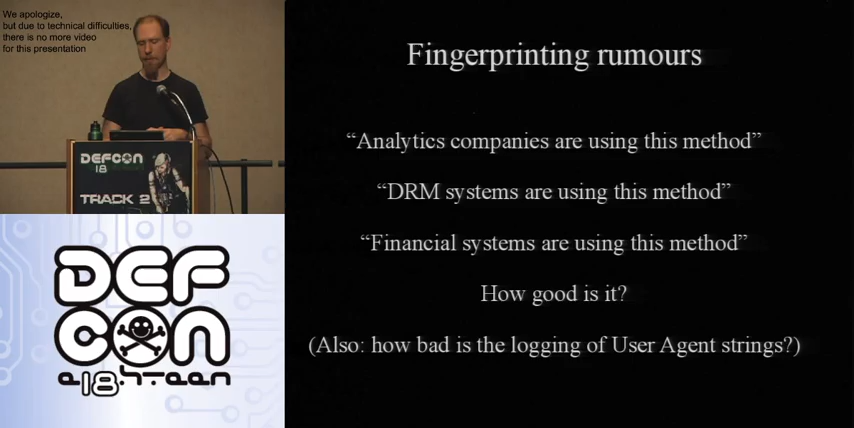 We apologize,
but due to technical difficulties,
there is no more video
for this presentation
DEFCON
18
TRACK 2
DEF
CON
e18hteen
Fingerprinting rumours
“Analytics companies are using this method”
“DRM systems are using this method”
“Financial systems are using this method”
How good is it?
(Also: how bad is the logging of User Agent strings?)